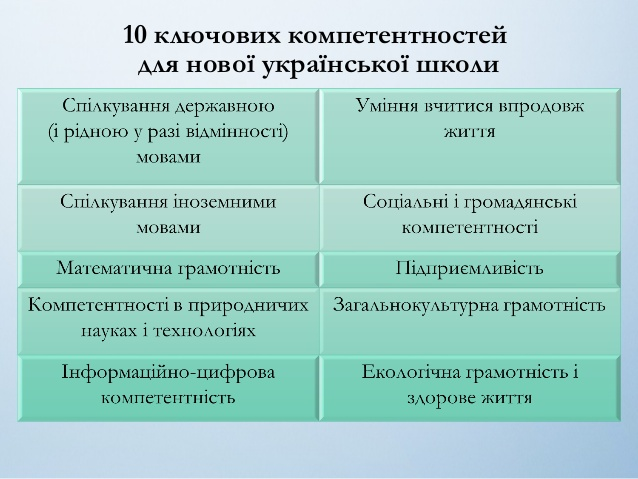 10 ключових компетентностей
для нової української школи
Спілкування державною
(і рідною у разі відмінності)
мовами
Уміння вчитися впродовж
життя
Спілкування іноземними
мовами
Соціальні і громадянські
компетентності
Математична грамотність
Підприємливість
Компетентності в природничих
науках і технологіях
Загальнокультурна грамотність
Інформаційно-цифрова
компетентність
Екологічна грамотність і
здорове життя